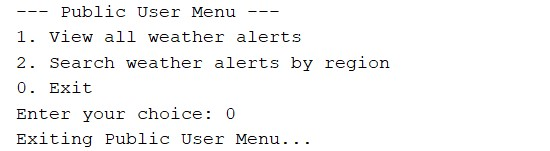 --- Public User Menu ---
1. View all weather alerts
2. Search weather alerts by region
0. Exit
Enter your choice: 0
Exiting Public User Menu...